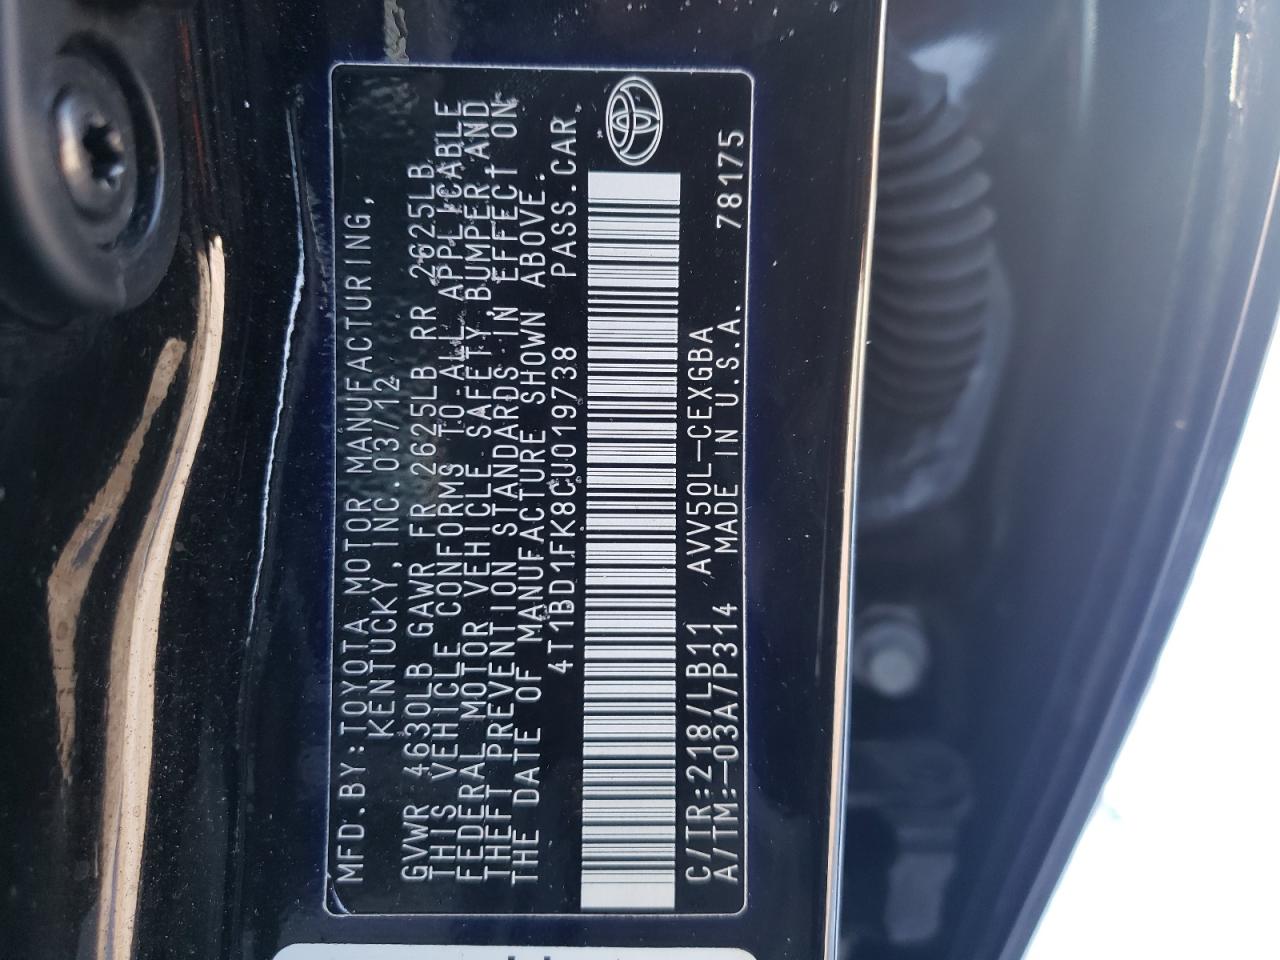 MFD.BY:TOYOTA MOTOR MANUFACTURING,
KENTUCKY,INC.03/12
GVWR 4630LB GAWR FR 2625LB RR 2625LB
THIS VEHICLE CONFORMS TO ALL APPLICABLE
FEDERAL MOTOR VEHICLE SAFETY,BUMPER,AND
THEFT PREVENTION STANDARDS IN EFFECT ON
THE DATE OF MANUFACTURE SHOWN ABOVE.
4T1BD1FK8CU019738 PASS.CAR
C/TR:218/LB11 AVV50L-CEXGBA
A/TM:-03A/P314 MADE IN U.S.A. 78175